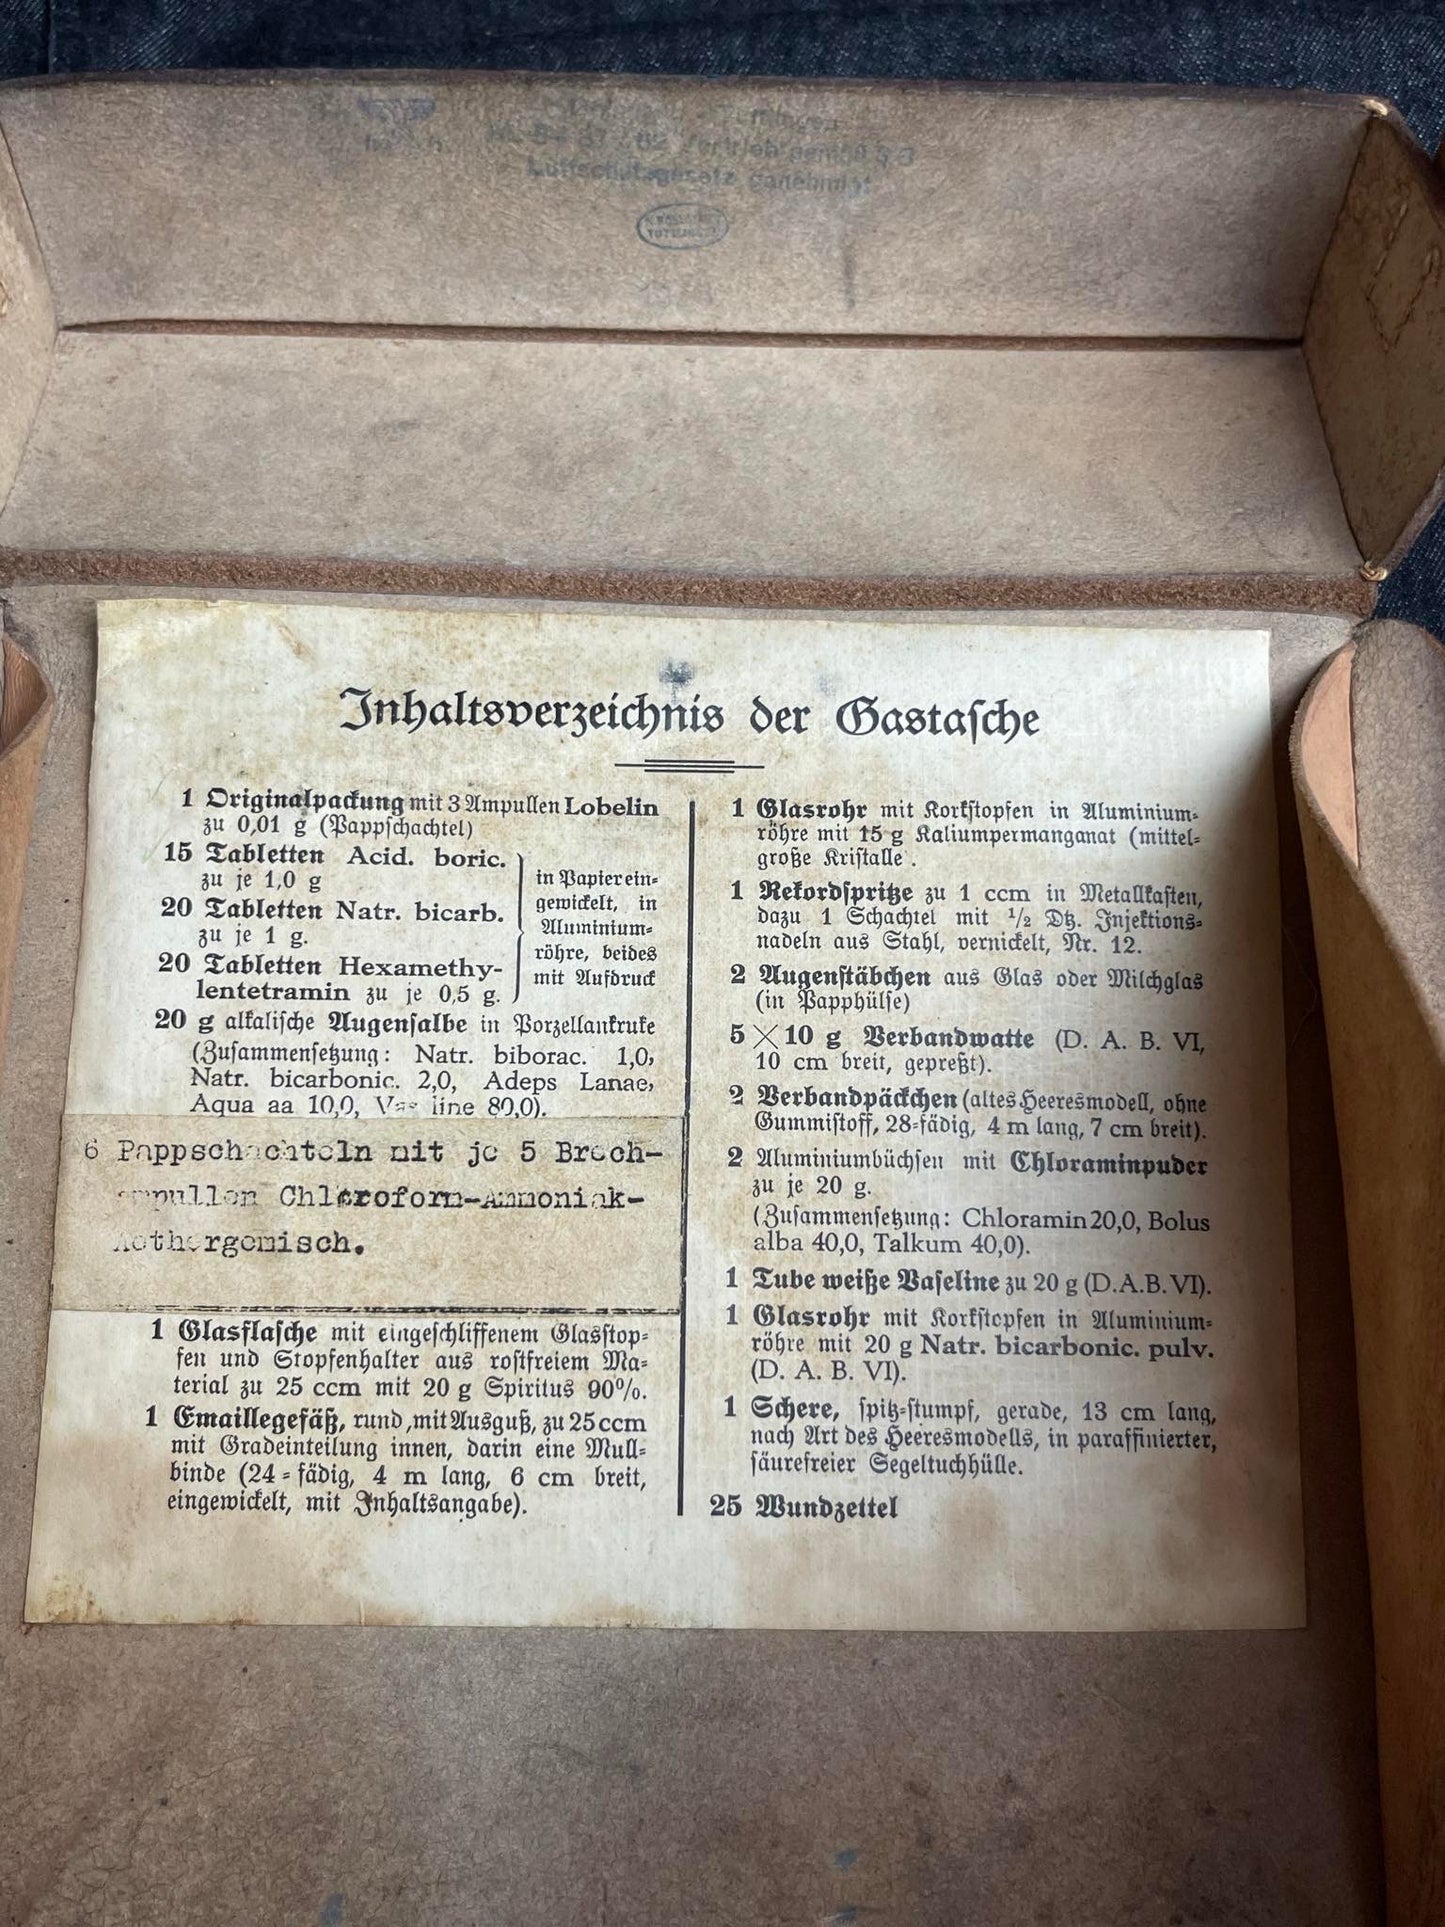 Vertrieb gemäß § 8
Luftschutzgesetz genehmigt
TUTTLINGEN
Inhaltsverzeichnis der Gastasche
1 Originalpackung mit 3 Ampullen Lobelin
zu 0,01 g (Pappschachtel)
15 Tabletten Acid. boric.
zu je 1,0 g
20 Tabletten Natr. bicarb.
zu je 1 g.
20 Tabletten Hexamethy-
lentetramin zu je 0,5 g.
in Papier ein-
gewickelt, in
Aluminium-
röhre, beides
mit Aufdruck
20 g alkalische Augensalbe in Porzellankruke
(Zusammensetzung: Natr. biborac. 1,0,
Natr. bicarbonic. 2,0, Adeps Lanae,
Aqua aa 10,0, Vaseline 80,0).
6 Pappschachteln mit je 5 Brech-
ampullen Chloroform-Ammoniak-
Aethergemisch.
1 Glasflasche mit eingeschliffenem Glasstop-
fen und Stopfenhalter aus rostfreiem Ma-
terial zu 25 ccm mit 20 g Spiritus 90%.
1 Emaillegefäß, rund, mit Ausguß, zu 25 ccm
mit Gradeinteilung innen, darin eine Mull-
binde (24-fädig, 4 m lang, 6 cm breit,
eingewickelt, mit Inhaltsangabe).
1 Glasrohr mit Korkstopfen in Aluminium-
röhre mit 15 g Kaliumpermanganat (mittel-
große Kristalle.
1 Rekordspritze zu 1 ccm in Metallkasten,
dazu 1 Schachtel mit 1/2 Dtz. Injektions-
nadeln aus Stahl, vernickelt, Nr. 12.
2 Augenstäbchen aus Glas oder Milchglas
(in Papphülse)
5 × 10 g Verbandwatte (D. A. B. VI,
10 cm breit, gepreßt).
2 Verbandpäckchen (altes Heeresmodell, ohne
Gummistoff, 28-fädig, 4 m lang, 7 cm breit).
2 Aluminiumbüchsen mit Chloraminpuder
zu je 20 g.
(Zusammensetzung: Chloramin 20,0, Bolus
alba 40,0, Talkum 40,0).
1 Tube weiße Vaseline zu 20 g (D.A.B. VI).
1 Glasrohr mit Korkstopfen in Aluminium-
röhre mit 20 g Natr. bicarbonic. pulv.
(D. A. B. VI).
1 Schere, spitz-stumpf, gerade, 13 cm lang,
nach Art des Heeresmodells, in paraffinierter,
säurefreier Segeltuchhülle.
25 Wundzettel